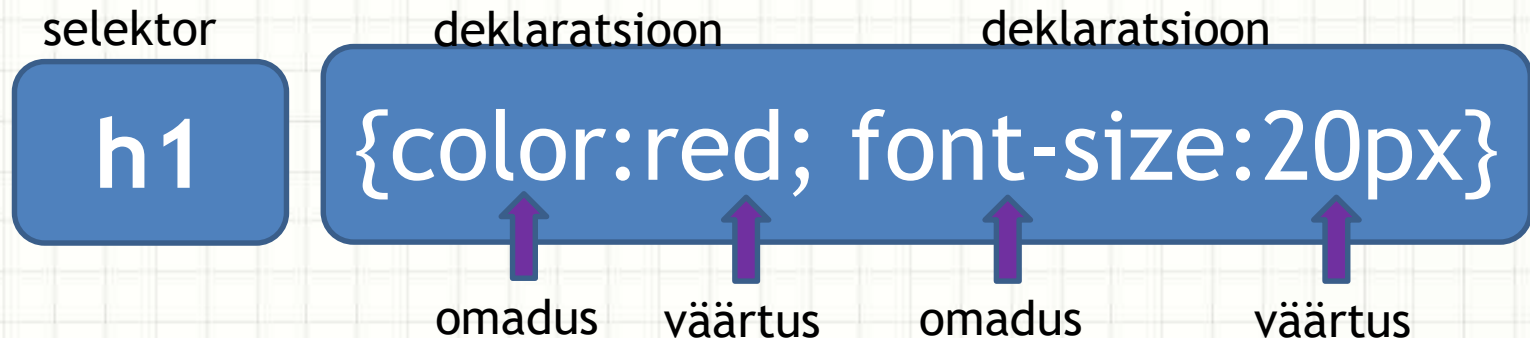 selektor deklaratsioon deklaratsioon
h1 {color:red; font-size:20px}
omadus väärtus omadus väärtus